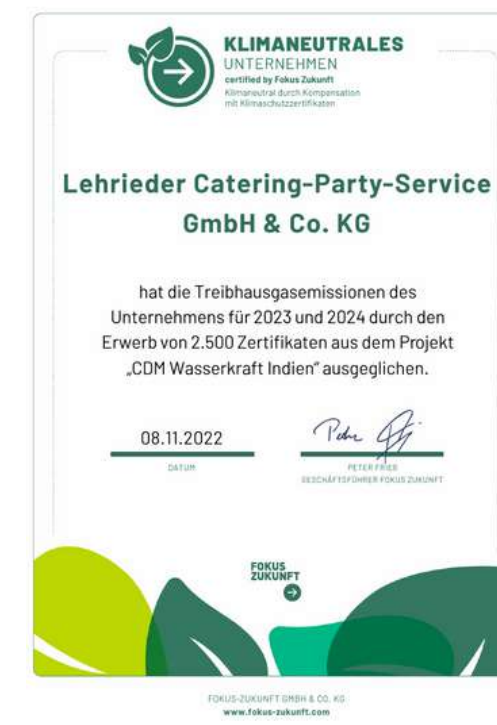 KLIMANEUTRALES
UNTERNEHMEN
certified by Fokus Zukunft
Klimaneutral durch Kompensation
mit Klimaschutzzertifikaten
Lehrieder Catering-Party-Service
GmbH & Co. KG
hat die Treibhausgasemissionen des
Unternehmens für 2023 und 2024 durch den
Erwerb von 2.500 Zertifikaten aus dem Projekt
„CDM Wasserkraft Indien“ ausgeglichen.
08.11.2022
DATUM
PETER FRIEß
GESCHÄFTSFÜHRER FOKUS ZUKUNFT
FOKUS
ZUKUNFT
FOKUS-ZUKUNFT GMBH & CO. KG
www.fokus-zukunft.com